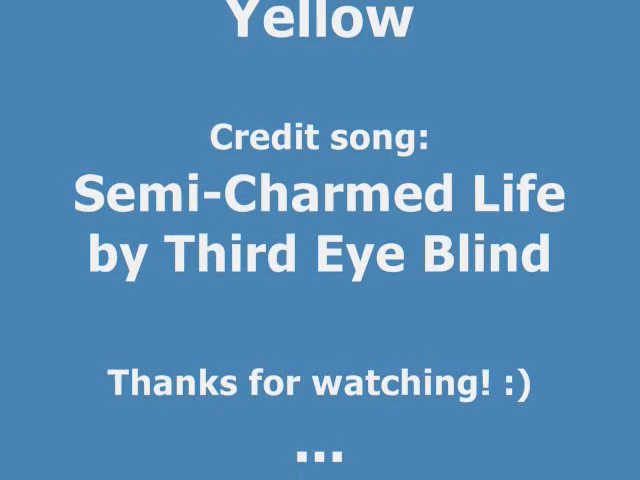 Yellow
Credit song:
Semi-Charmed Life
by Third Eye Blind
Thanks for watching! :)
...